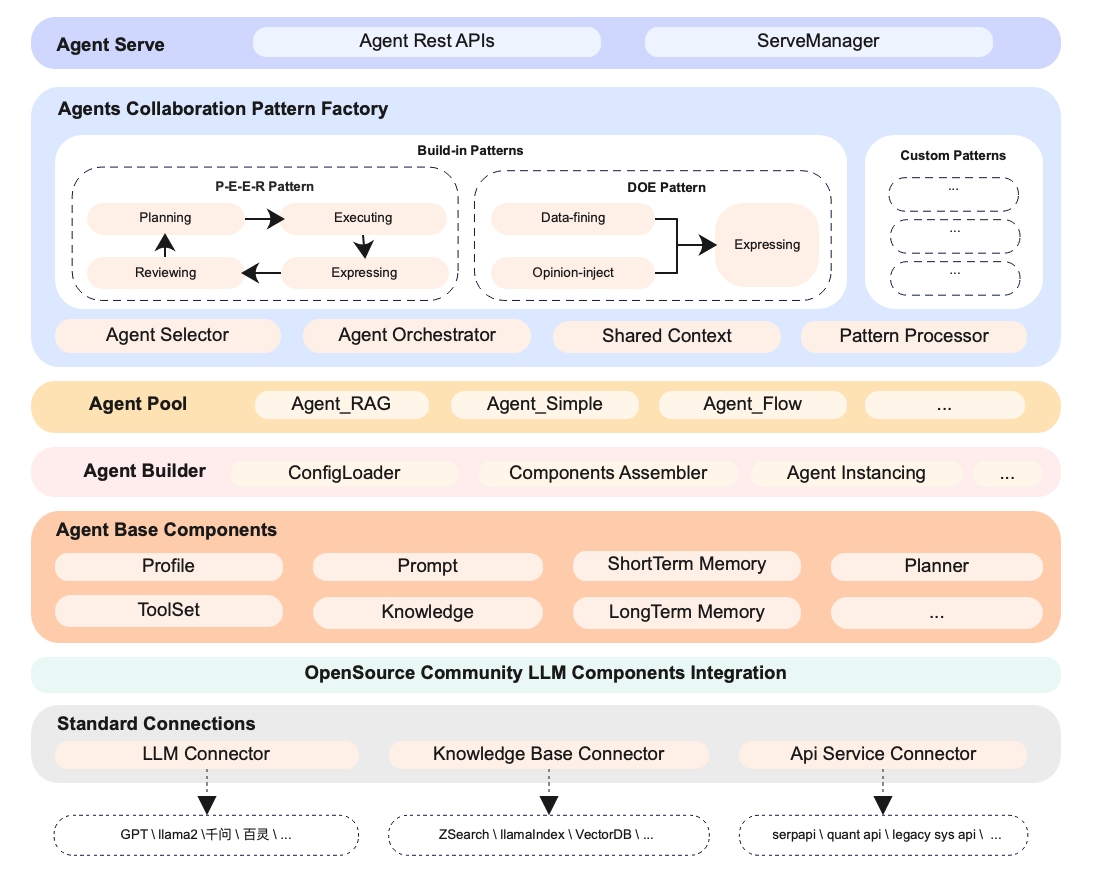 Agent Serve
Agent Rest APIs
ServeManager
Agents Collaboration Pattern Factory
Build-in Patterns
P-E-E-R Pattern
Planning
Executing
Reviewing
Expressing
DOE Pattern
Data-fining
Opinion-inject
Expressing
Custom Patterns
...
...
...
Agent Selector
Agent Orchestrator
Shared Context
Pattern Processor
Agent Pool
Agent_RAG
Agent_Simple
Agent_Flow
...
Agent Builder
ConfigLoader
Components Assembler
Agent Instancing
...
Agent Base Components
Profile
Prompt
ShortTerm Memory
Planner
ToolSet
Knowledge
LongTerm Memory
...
OpenSource Community LLM Components Integration
Standard Connections
LLM Connector
Knowledge Base Connector
Api Service Connector
GPT \ llama2 \千问 \ 百灵 \ ...
ZSearch \ llamaIndex \ VectorDB \ ...
serpapi \ quant api \ legacy sys api \ ...